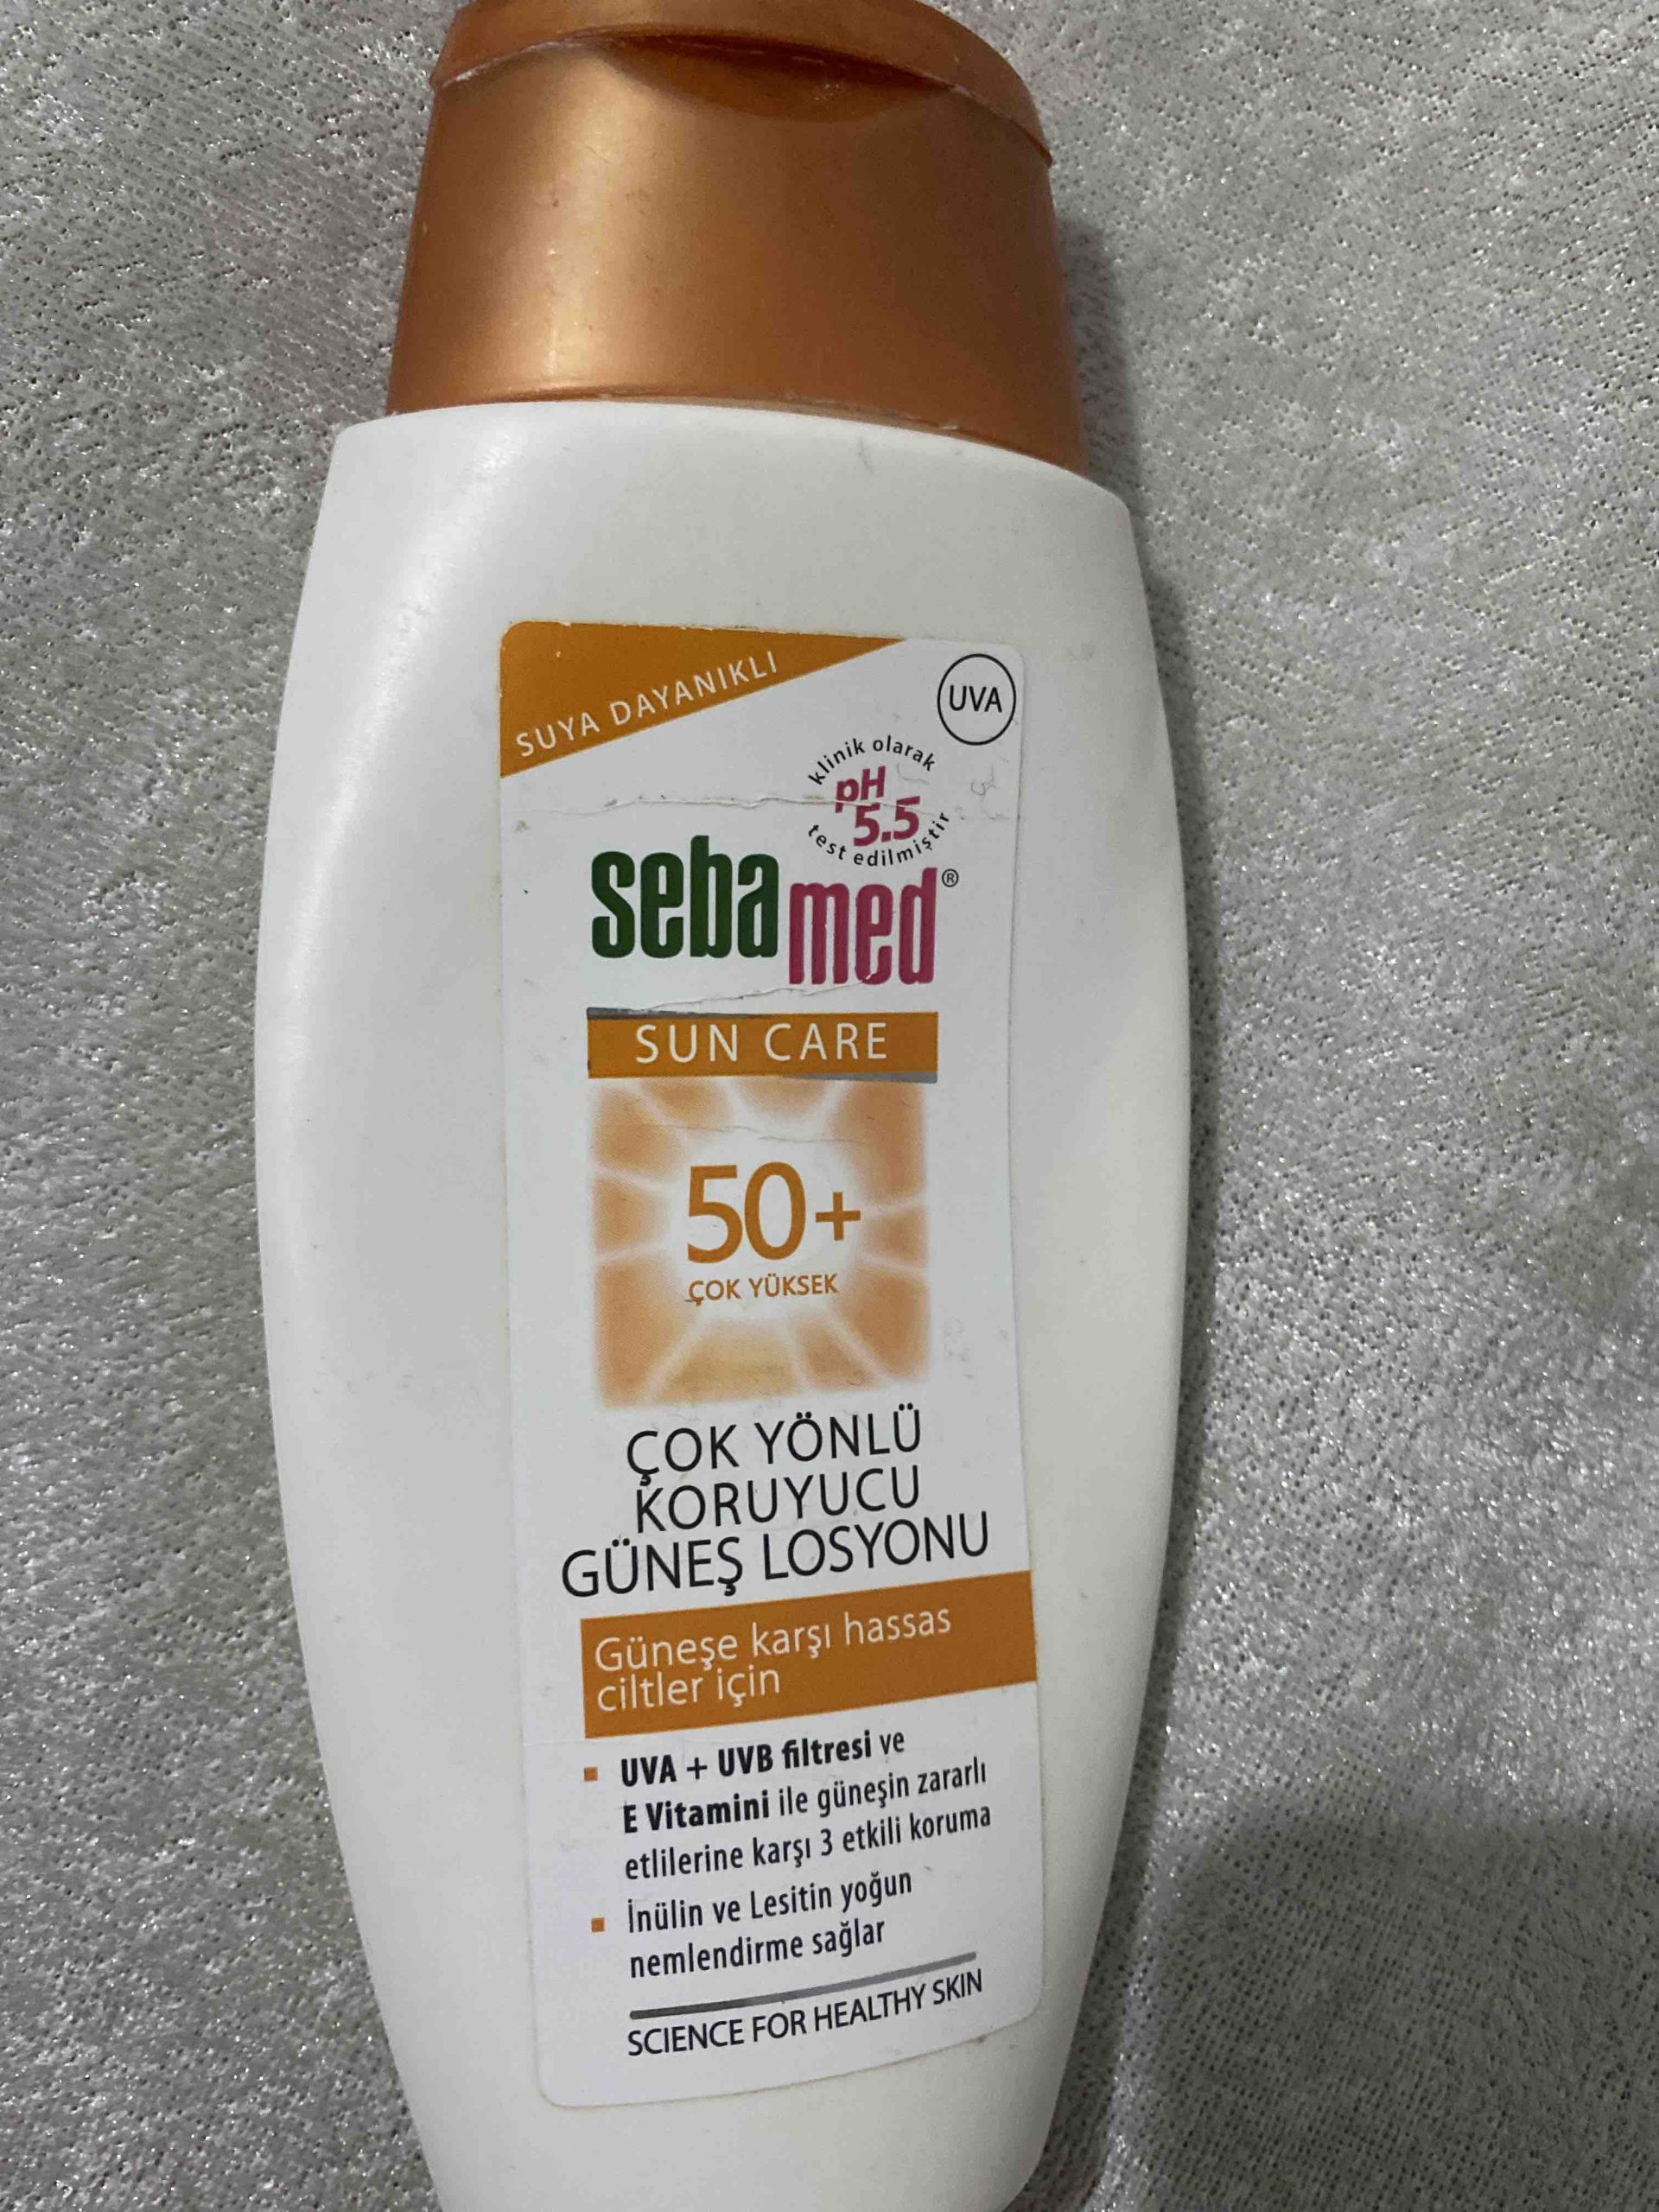 SUYA DAYANIKLI
UVA
klinik olarak
pH
5.5
test edilmiştir
sebamed®
SUN CARE
50+
ÇOK YÜKSEK
ÇOK YÖNLÜ
KORUYUCU
GÜNEŞ LOSYONU
Güneşe karşı hassas
ciltler için
▪ UVA + UVB filtresi ve
E Vitamini ile güneşin zararlı
etlilerine karşı 3 etkili koruma
▪ İnülin ve Lesitin yoğun
nemlendirme sağlar
SCIENCE FOR HEALTHY SKIN